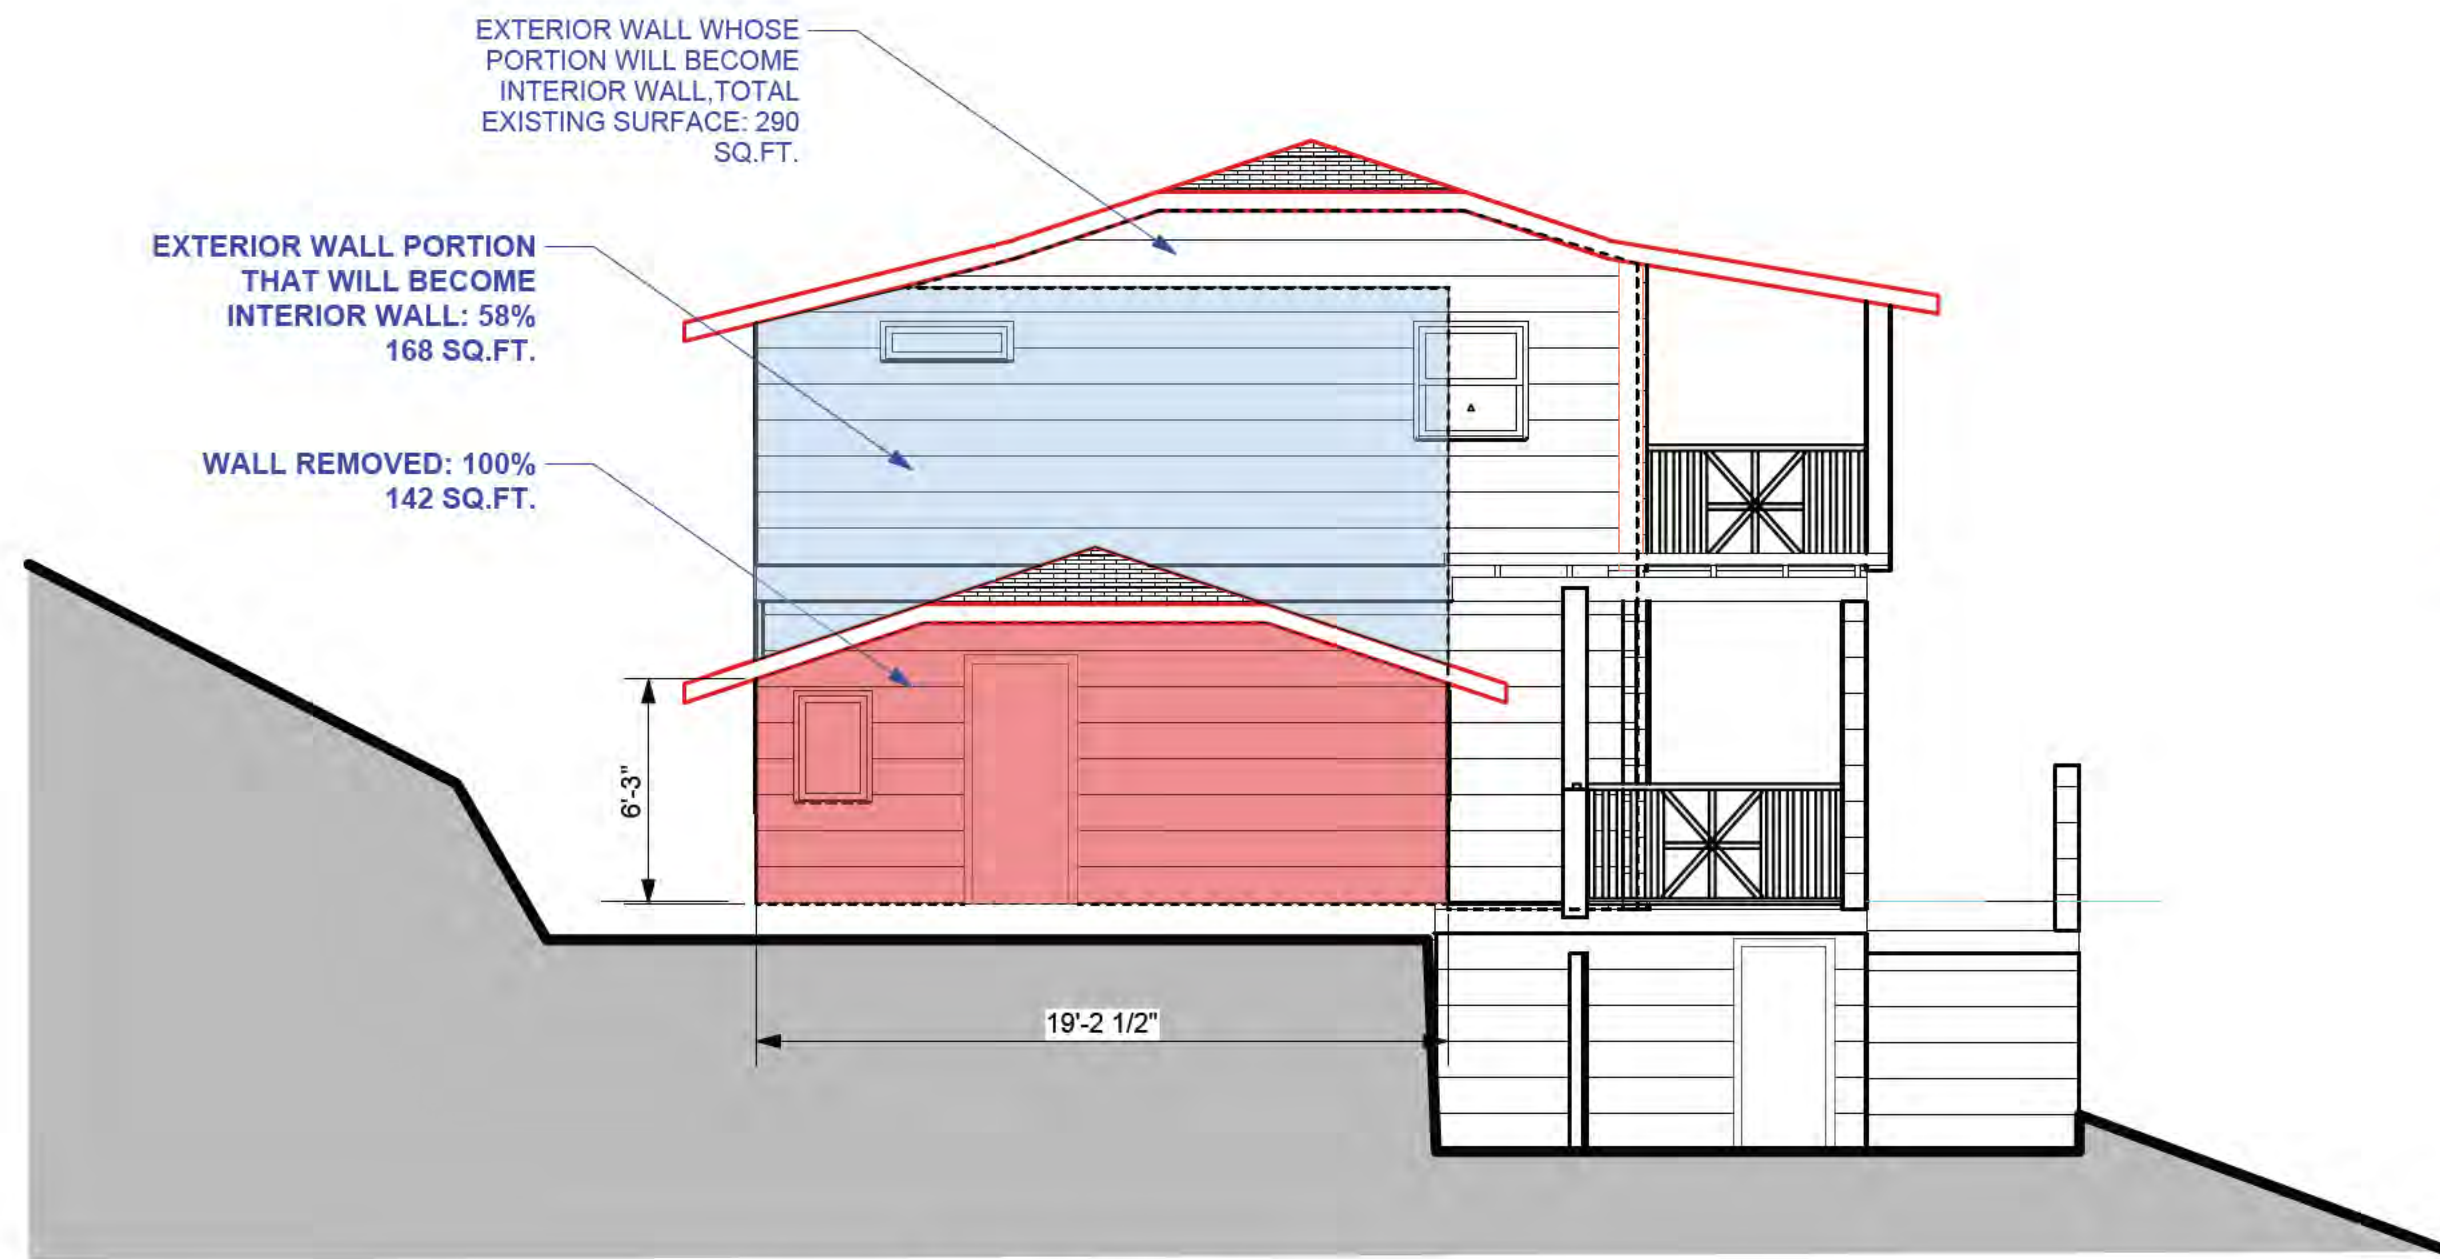 EXTERIOR WALL WHOSE
PORTION WILL BECOME
INTERIOR WALL,TOTAL
EXISTING SURFACE: 290
SQ.FT.
EXTERIOR WALL PORTION
THAT WILL BECOME
INTERIOR WALL: 58%
168 SQ.FT.
WALL REMOVED: 100%
142 SQ.FT.
6'-3"
19'-2 1/2"